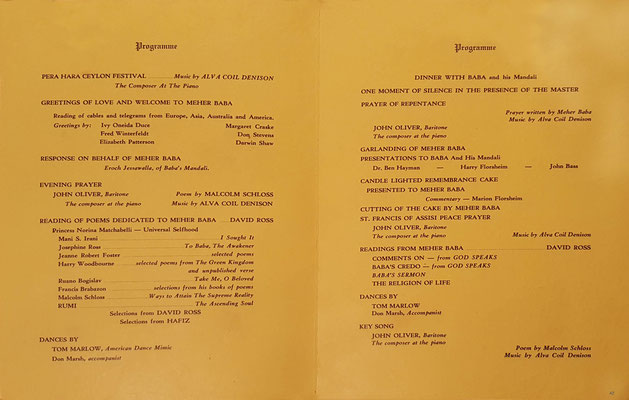 Programme
PERA HARA CEYLON FESTIVAL Music by ALVA COIL DENISON
The Composer At The Piano
GREETINGS OF LOVE AND WELCOME TO MEHER BABA
Reading of cables and telegrams from Europe, Asia, Australia and America.
Greetings by: Ivy Oneida Duce Margaret Craske
Fred Winterfeldt Don Stevens
Elizabeth Patterson Darwin Shaw
RESPONSE ON BEHALF OF MEHER BABA
Eroch Jessawalla, of Baba's Mandali.
EVENING PRAYER
JOHN OLIVER, Baritone Poem by MALCOLM SCHLOSS
The composer at the piano Music by ALVA COIL DENISON
READING OF POEMS DEDICATED TO MEHER BABA DAVID ROSS
Princess Norina Matchabelli — Universal Selfhood
Mani S. Irani I Sought It
Josephine Ross To Baba, The Awakener
Jeanne Robert Foster selected poems
Harry Woodbourne selected poems from The Green Kingdom
and unpublished verse
Ruano Bogislav Take Me, O Beloved
Francis Brabazon selections from his books of poems
Malcolm Schloss Ways to Attain The Supreme Reality
RUMI The Ascending Soul
Selections from DAVID ROSS
Selections from HAFIZ
DANCES BY
TOM MARLOW, American Dance Mimic
Don Marsh, accompanist
Programme
DINNER WITH BABA and his Mandali
ONE MOMENT OF SILENCE IN THE PRESENCE OF THE MASTER
PRAYER OF REPENTANCE
Prayer written by Meher Baba
Music by Alva Coil Denison
JOHN OLIVER, Baritone
The composer at the piano
GARLANDING OF MEHER BABA
PRESENTATIONS TO BABA And His Mandali
Dr. Ben Hayman — Harry Florsheim — John Bass
CANDLE LIGHTED REMEMBRANCE CAKE
PRESENTED TO MEHER BABA
Commentary — Marion Florsheim
CUTTING OF THE CAKE BY MEHER BABA
ST. FRANCIS OF ASSISI PEACE PRAYER
JOHN OLIVER, Baritone
The composer at the piano Music by Alva Coil Denison
READINGS FROM MEHER BABA DAVID ROSS
COMMENTS ON — from GOD SPEAKS
BABA'S CREDO — from GOD SPEAKS
BABA'S SERMON
THE RELIGION OF LIFE
DANCES BY
TOM MARLOW
Don Marsh, Accompanist
KEY SONG
JOHN OLIVER, Baritone
The composer at the piano
Poem by Malcolm Schloss
Music by Alva Coil Denison